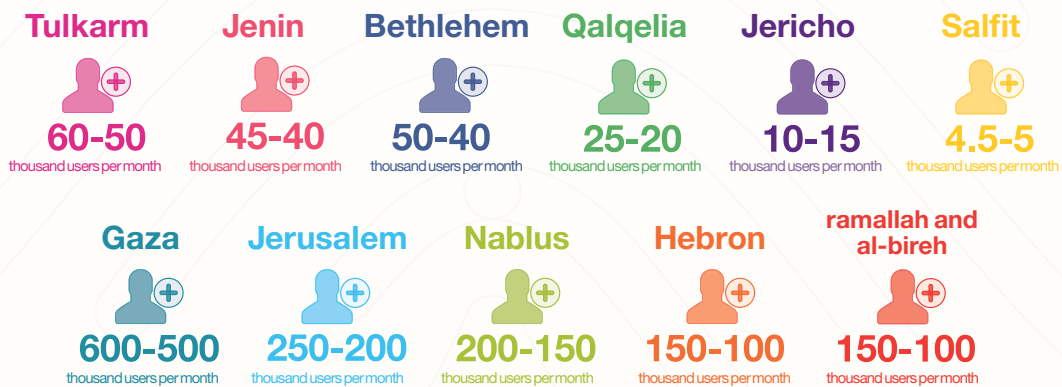 Tulkarm
60-50
thousand users per month
Jenin
45-40
thousand users per month
Bethlehem
50-40
thousand users per month
Qalqelia
25-20
thousand users per month
Jericho
10-15
thousand users per month
Salfit
4.5-5
thousand users per month
Gaza
600-500
thousand users per month
Jerusalem
250-200
thousand users per month
Nablus
200-150
thousand users per month
Hebron
150-100
thousand users per month
ramallah and
al-bireh
150-100
thousand users per month